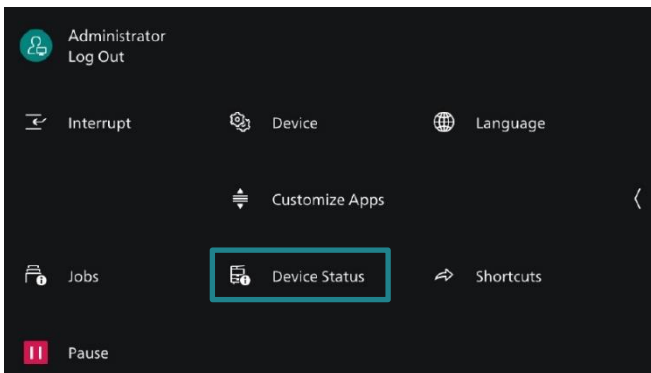 Administrator
Log Out
Interrupt
Device
Language
Customize Apps
Jobs
Device Status
Shortcuts
Pause